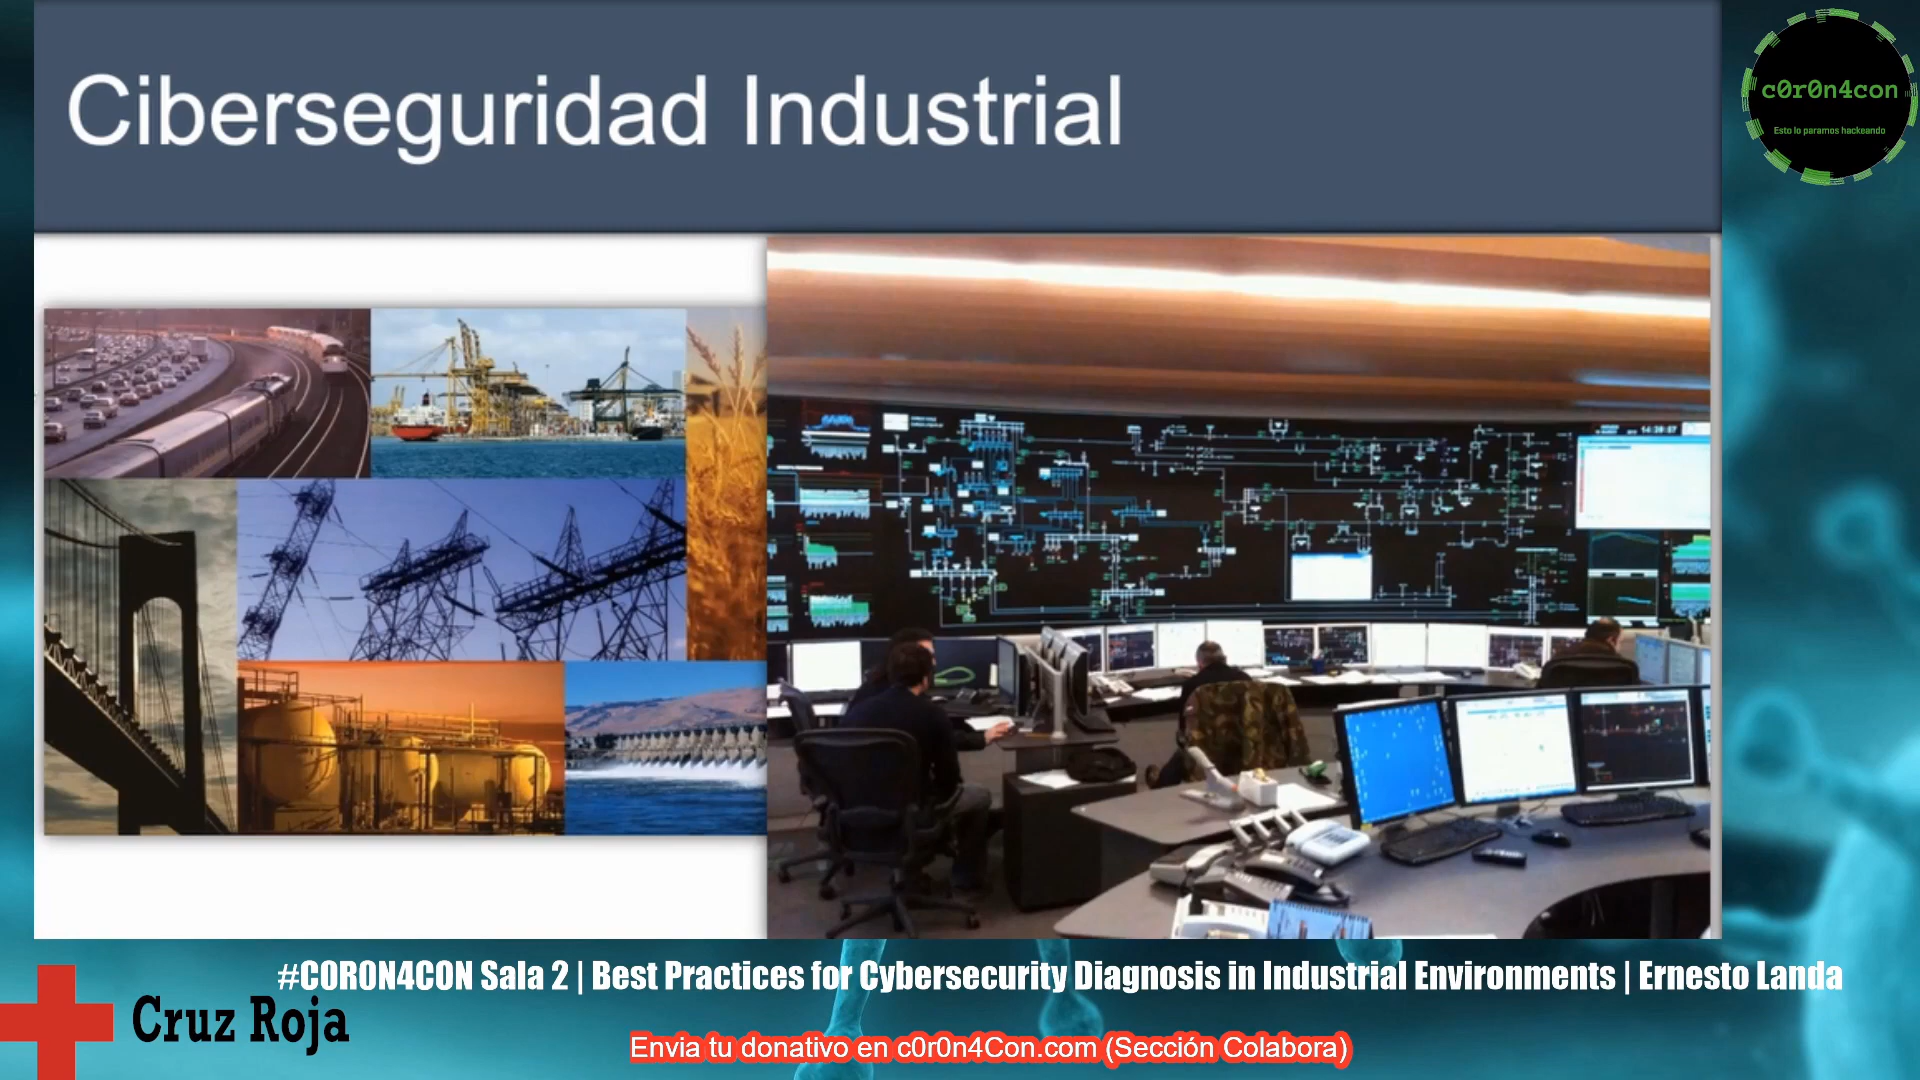 Ciberseguridad Industrial
c0r0n4con
Esto lo paramos hackeando
#C0R0N4CON Sala 2 | Best Practices for Cybersecurity Diagnosis in Industrial Environments | Ernesto Landa
Cruz Roja
Envia tu donativo en c0r0n4Con.com (Sección Colabora)